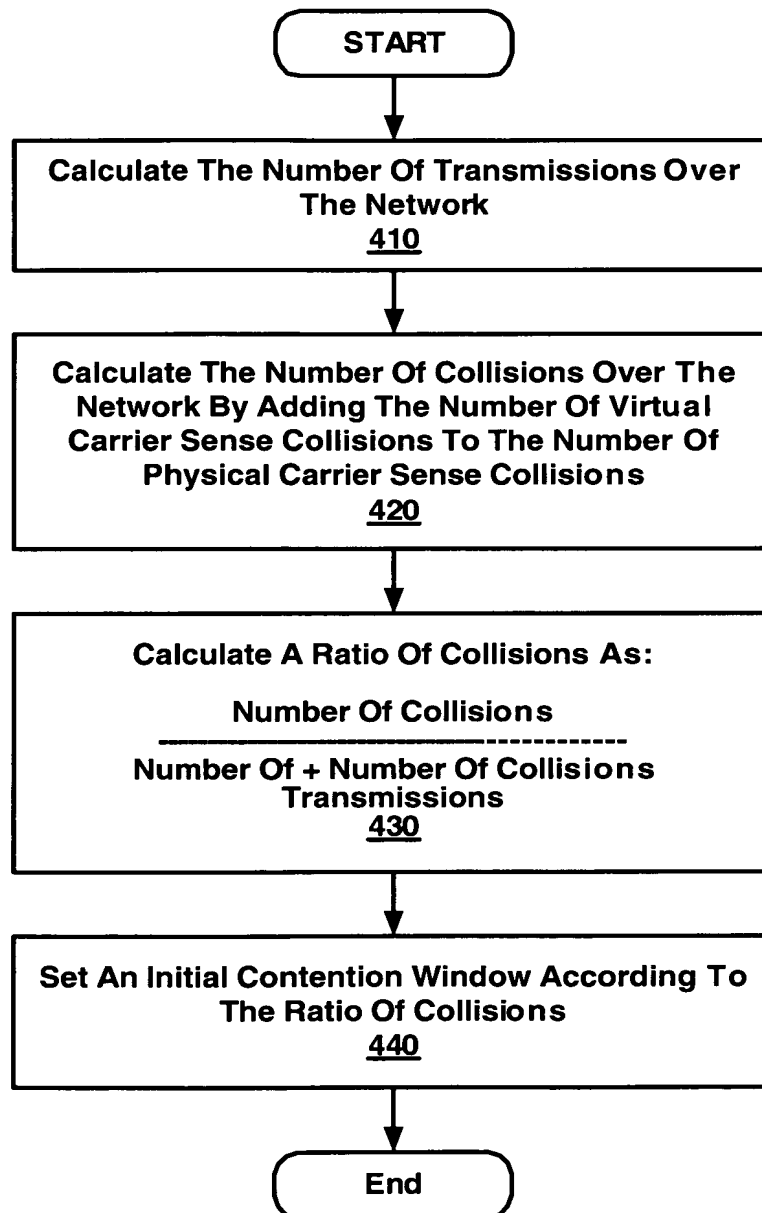 START
Calculate The Number Of Transmissions Over
The Network
410
Calculate The Number Of Collisions Over The
Network By Adding The Number Of Virtual
Carrier Sense Collisions To The Number Of
Physical Carrier Sense Collisions
420
Calculate A Ratio Of Collisions As:
Number Of Collisions
Number Of + Number Of Collisions
Transmissions
430
Set An Initial Contention Window According To
The Ratio Of Collisions
440
End